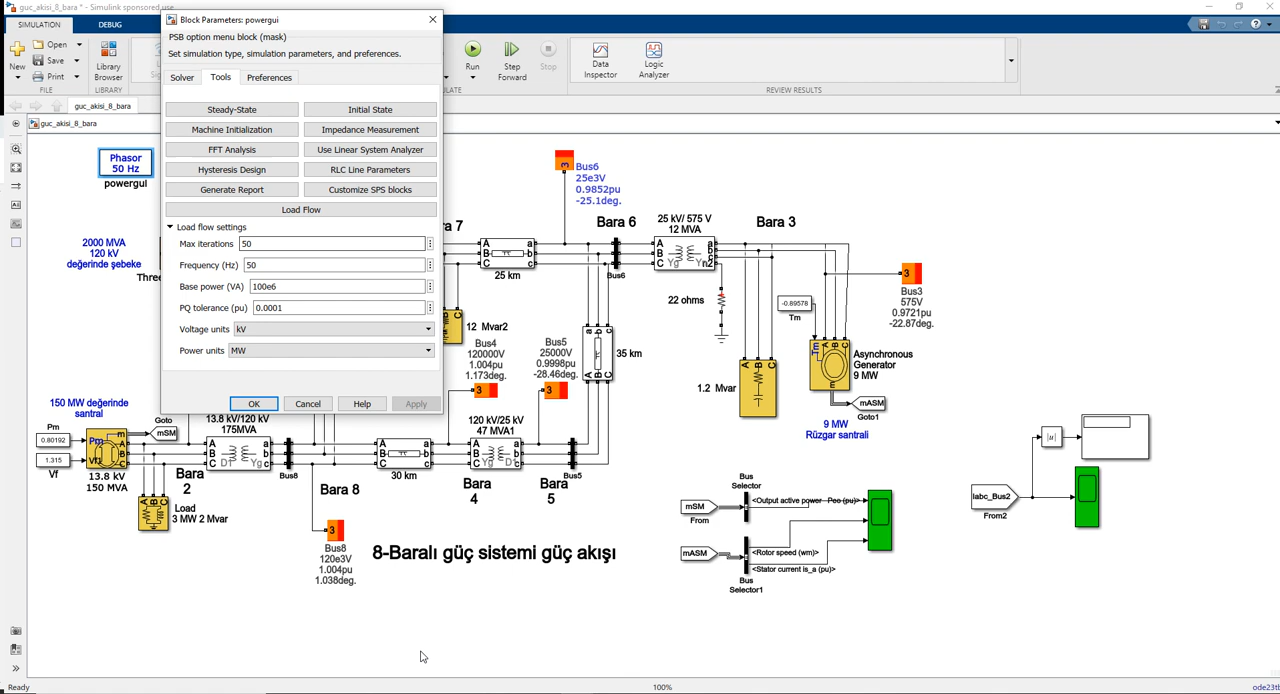 guc_akisi_8_bara * - Simulink sponsored use
SIMULATION
DEBUG
New
Open
Save
Print
FILE
Library
Browser
LIBRARY
Run
Step
Forward
Stop
Data
Inspector
Logic
Analyzer
REVIEW RESULTS
guc_akisi_8_bara
guc_akisi_8_bara
Block Parameters: powergui
PSB option menu block (mask)
Set simulation type, simulation parameters, and preferences.
Solver
Tools
Preferences
Steady-State
Initial State
Machine Initialization
Impedance Measurement
FFT Analysis
Use Linear System Analyzer
Hysteresis Design
RLC Line Parameters
Generate Report
Customize SPS blocks
Load Flow
Load flow settings
Max iterations 50
Frequency (Hz) 50
Base power (VA) 100e6
PQ tolerance (pu) 0.0001
Voltage units kV
Power units MW
OK
Cancel
Help
Apply
Phasor
50 Hz
powergui
2000 MVA
120 kV
değerinde şebeke
Bus6
25e3V
0.9852pu
-25.1deg.
25 km
Bara 6
Bus6
25 kV/ 575 V
12 MVA
A
B
C
Yg
Yn2
a
b
c
n2
Bara 3
22 ohms
3
Bus3
575V
0.9721pu
-22.87deg.
-0.89578
Tm
Asynchronous
Generator
9 MW
mASM
Goto1
9 MW
Rüzgar santrali
1.2 Mvar
12 Mvar2
Bus4
120000V
1.004pu
1.173deg.
3
Bus5
25000V
0.9998pu
-28.46deg.
3
35 km
150 MW değerinde
santral
Pm
0.80192
1.315
Vf
Goto
mSM
13.8 kV
150 MVA
Load
3 MW 2 Mvar
13.8 kV/120 kV
175MVA
Bara
2
Bus8
Bara 8
30 km
120 kV/25 kV
47 MVA1
Bara
4
Bara
5
Bus5
3
Bus8
120e3V
1.004pu
1.038deg.
8-Baralı güç sistemi güç akışı
Bus
Selector
mSM
From
<Output active power Peo (pu)>
mASM
<Rotor speed (wm)>
<Stator current is_a (pu)>
Bus
Selector1
Iabc_Bus2
From2
|u|
Ready
100%